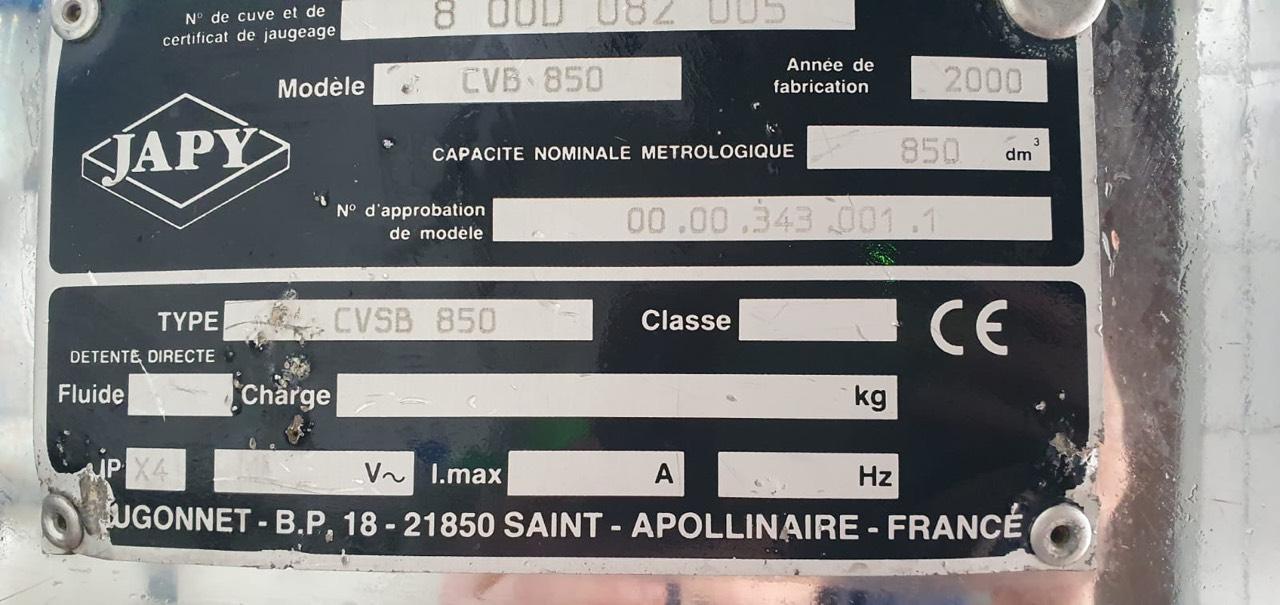 N° de cuve et de
certificat de jaugeage
8 000 082 005
Modèle CVB 850
Année de
fabrication
2000
JAPY
CAPACITE NOMINALE METROLOGIQUE 850 dm³
N° d'approbation
de modèle
00.00.343.001.1
TYPE CVSB 850 Classe CE
DETENTE DIRECTE
Fluide Charge kg
IP X4 V~ I.max A Hz
UGONNET - B.P. 18 - 21850 SAINT - APOLLINAIRE - FRANCE